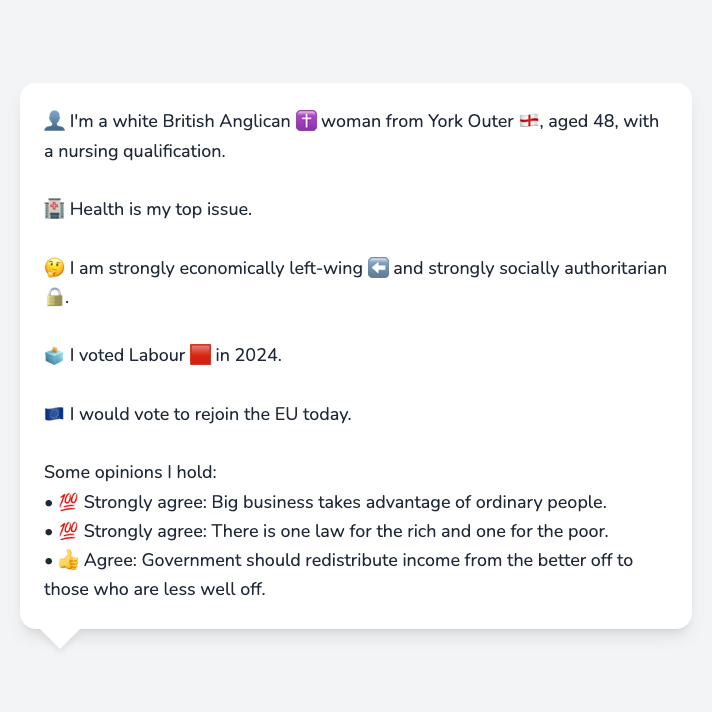 👤 I'm a white British Anglican ✝️ woman from York Outer 🏴󠁧󠁢󠁥󠁮󠁧󠁿, aged 48, with
a nursing qualification.
🏥 Health is my top issue.
🤔 I am strongly economically left-wing ⬅️ and strongly socially authoritarian
🔒.
🗳️ I voted Labour 🟥 in 2024.
🇪🇺 I would vote to rejoin the EU today.
Some opinions I hold:
• 💯 Strongly agree: Big business takes advantage of ordinary people.
• 💯 Strongly agree: There is one law for the rich and one for the poor.
• 👍 Agree: Government should redistribute income from the better off to
those who are less well off.